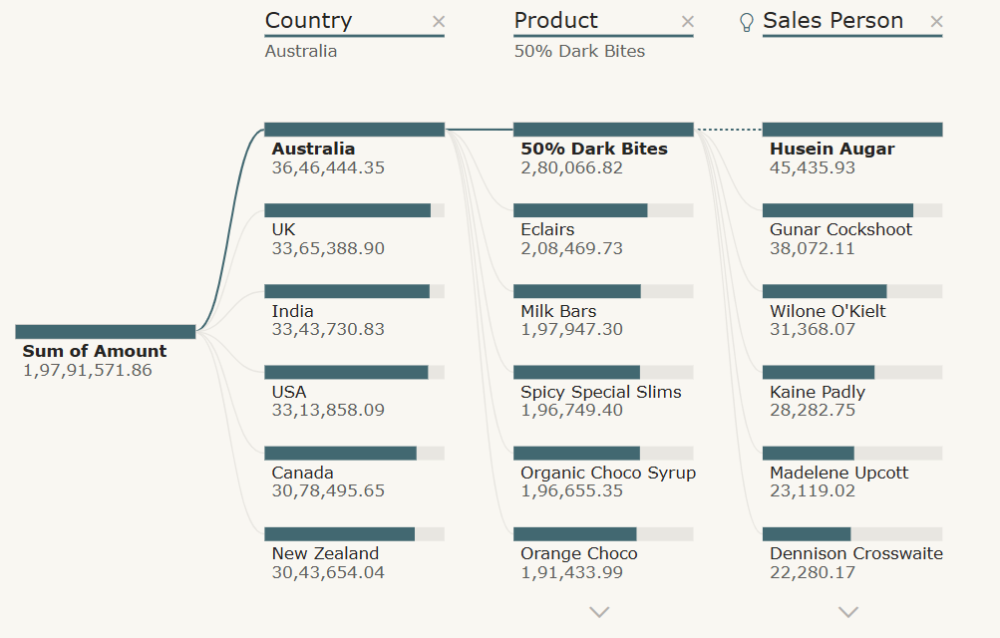 Country ×
Product ×
Sales Person ×
Australia
50% Dark Bites
Sum of Amount
1,97,91,571.86
Australia
36,46,444.35
UK
33,65,388.90
India
33,43,730.83
USA
33,13,858.09
Canada
30,78,495.65
New Zealand
30,43,654.04
50% Dark Bites
2,80,066.82
Eclairs
2,08,469.73
Milk Bars
1,97,947.30
Spicy Special Slims
1,96,749.40
Organic Choco Syrup
1,96,655.35
Orange Choco
1,91,433.99
Husein Augar
45,435.93
Gunar Cockshoot
38,072.11
Wilone O'Kielt
31,368.07
Kaine Padly
28,282.75
Madelene Upcott
23,119.02
Dennison Crosswaite
22,280.17